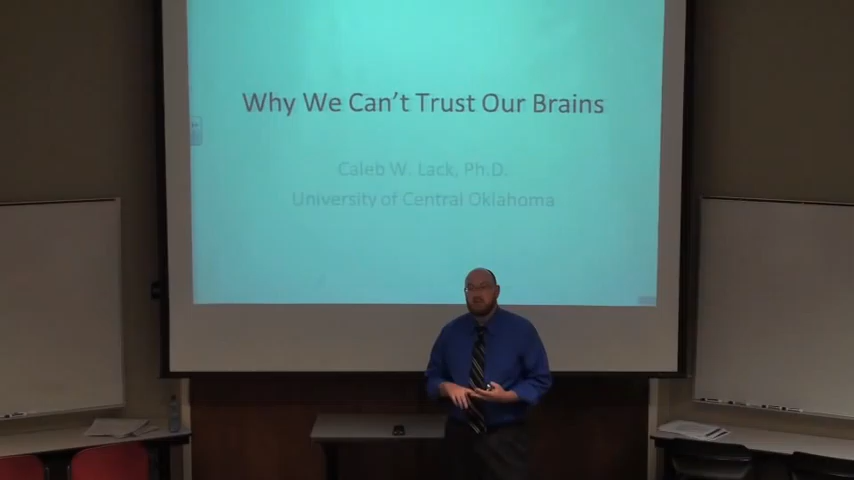 Why We Can't Trust Our Brains
Caleb W. Lack, Ph.D.
University of Central Oklahoma